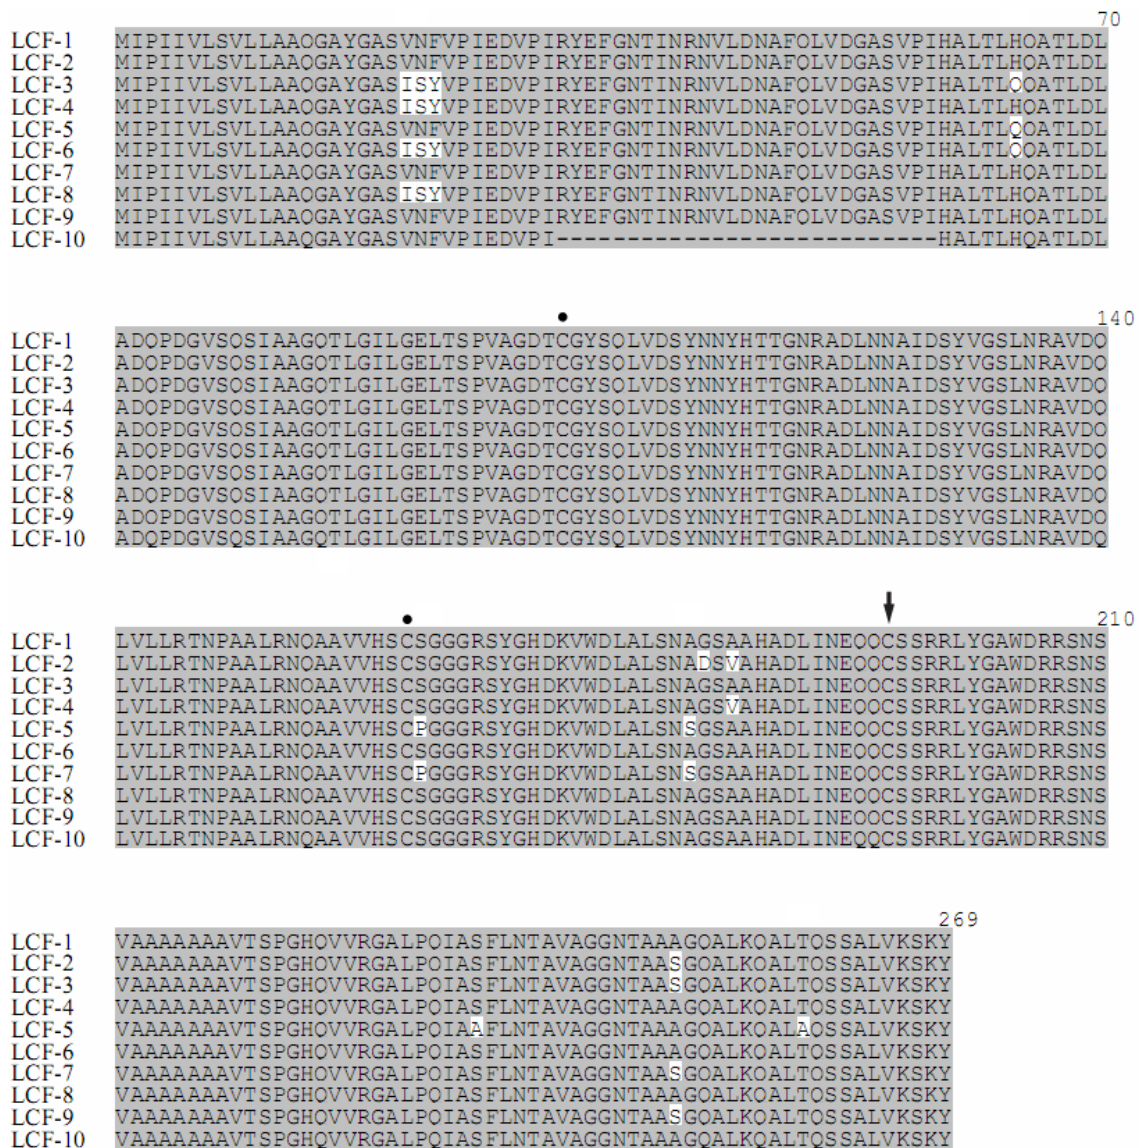 70
LCF-1 MIPIIVLSVLLAAQGAYGASVNFVPIEDVPIRYEFGNTINRNVLDNAFQLVDGASVPIHALTLHQATLDL
LCF-2 MIPIIVLSVLLAAQGAYGASVNFVPIEDVPIRYEFGNTINRNVLDNAFQLVDGASVPIHALTLHQATLDL
LCF-3 MIPIIVLSVLLAAQGAYGASISYVPIEDVPIRYEFGNTINRNVLDNAFQLVDGASVPIHALTLQQATLDL
LCF-4 MIPIIVLSVLLAAQGAYGASISYVPIEDVPIRYEFGNTINRNVLDNAFQLVDGASVPIHALTLHQATLDL
LCF-5 MIPIIVLSVLLAAQGAYGASVNFVPIEDVPIRYEFGNTINRNVLDNAFQLVDGASVPIHALTLQQATLDL
LCF-6 MIPIIVLSVLLAAQGAYGASISYVPIEDVPIRYEFGNTINRNVLDNAFQLVDGASVPIHALTLQQATLDL
LCF-7 MIPIIVLSVLLAAQGAYGASVNFVPIEDVPIRYEFGNTINRNVLDNAFQLVDGASVPIHALTLHQATLDL
LCF-8 MIPIIVLSVLLAAQGAYGASISYVPIEDVPIRYEFGNTINRNVLDNAFQLVDGASVPIHALTLHQATLDL
LCF-9 MIPIIVLSVLLAAQGAYGASVNFVPIEDVPIRYEFGNTINRNVLDNAFQLVDGASVPIHALTLHQATLDL
LCF-10 MIPIIVLSVLLAAQGAYGASVNFVPIEDVPI---------------------------HALTLHQATLDL
140
LCF-1 ADQPDGVSQSIAAGQTLGILGELTSPVAGDTCGYSQLVDSYNNYHTTGNRADLNNAIDSYVGSLNRAVDQ
LCF-2 ADQPDGVSQSIAAGQTLGILGELTSPVAGDTCGYSQLVDSYNNYHTTGNRADLNNAIDSYVGSLNRAVDQ
LCF-3 ADQPDGVSQSIAAGQTLGILGELTSPVAGDTCGYSQLVDSYNNYHTTGNRADLNNAIDSYVGSLNRAVDQ
LCF-4 ADQPDGVSQSIAAGQTLGILGELTSPVAGDTCGYSQLVDSYNNYHTTGNRADLNNAIDSYVGSLNRAVDQ
LCF-5 ADQPDGVSQSIAAGQTLGILGELTSPVAGDTCGYSQLVDSYNNYHTTGNRADLNNAIDSYVGSLNRAVDQ
LCF-6 ADQPDGVSQSIAAGQTLGILGELTSPVAGDTCGYSQLVDSYNNYHTTGNRADLNNAIDSYVGSLNRAVDQ
LCF-7 ADQPDGVSQSIAAGQTLGILGELTSPVAGDTCGYSQLVDSYNNYHTTGNRADLNNAIDSYVGSLNRAVDQ
LCF-8 ADQPDGVSQSIAAGQTLGILGELTSPVAGDTCGYSQLVDSYNNYHTTGNRADLNNAIDSYVGSLNRAVDQ
LCF-9 ADQPDGVSQSIAAGQTLGILGELTSPVAGDTCGYSQLVDSYNNYHTTGNRADLNNAIDSYVGSLNRAVDQ
LCF-10 ADQPDGVSQSIAAGQTLGILGELTSPVAGDTCGYSQLVDSYNNYHTTGNRADLNNAIDSYVGSLNRAVDQ
210
LCF-1 LVLLRTNPAALRNQAAVVHSCSGGGRSYGHDKVWDLALSNAGSAAHADLINEQQCSSRRLYGAWDRRSNS
LCF-2 LVLLRTNPAALRNQAAVVHSCSGGGRSYGHDKVWDLALSNADSVAHADLINEQQCSSRRLYGAWDRRSNS
LCF-3 LVLLRTNPAALRNQAAVVHSCSGGGRSYGHDKVWDLALSNAGSAAHADLINEQQCSSRRLYGAWDRRSNS
LCF-4 LVLLRTNPAALRNQAAVVHSCSGGGRSYGHDKVWDLALSNAGSVAHADLINEQQCSSRRLYGAWDRRSNS
LCF-5 LVLLRTNPAALRNQAAVVHSCPGGGRSYGHDKVWDLALSNSGSAAHADLINEQQCSSRRLYGAWDRRSNS
LCF-6 LVLLRTNPAALRNQAAVVHSCSGGGRSYGHDKVWDLALSNAGSAAHADLINEQQCSSRRLYGAWDRRSNS
LCF-7 LVLLRTNPAALRNQAAVVHSCPGGGRSYGHDKVWDLALSNSGSAAHADLINEQQCSSRRLYGAWDRRSNS
LCF-8 LVLLRTNPAALRNQAAVVHSCSGGGRSYGHDKVWDLALSNAGSAAHADLINEQQCSSRRLYGAWDRRSNS
LCF-9 LVLLRTNPAALRNQAAVVHSCSGGGRSYGHDKVWDLALSNAGSAAHADLINEQQCSSRRLYGAWDRRSNS
LCF-10 LVLLRTNPAALRNQAAVVHSCSGGGRSYGHDKVWDLALSNAGSAAHADLINEQQCSSRRLYGAWDRRSNS
269
LCF-1 VAAAAAAAVTSPGHQVVRGALPQIASFLNTAVAGGNTAAAGQALKQALTQSSALVKSKY
LCF-2 VAAAAAAAVTSPGHQVVRGALPQIASFLNTAVAGGNTAASGQALKQALTQSSALVKSKY
LCF-3 VAAAAAAAVTSPGHQVVRGALPQIASFLNTAVAGGNTAASGQALKQALTQSSALVKSKY
LCF-4 VAAAAAAAVTSPGHQVVRGALPQIASFLNTAVAGGNTAAAGQALKQALTQSSALVKSKY
LCF-5 VAAAAAAAVTSPGHQVVRGALPQIAAFLNTAVAGGNTAAAGQALKQALAQSSALVKSKY
LCF-6 VAAAAAAAVTSPGHQVVRGALPQIASFLNTAVAGGNTAAAGQALKQALTQSSALVKSKY
LCF-7 VAAAAAAAVTSPGHQVVRGALPQIASFLNTAVAGGNTAASGQALKQALTQSSALVKSKY
LCF-8 VAAAAAAAVTSPGHQVVRGALPQIASFLNTAVAGGNTAAAGQALKQALTQSSALVKSKY
LCF-9 VAAAAAAAVTSPGHQVVRGALPQIASFLNTAVAGGNTAASGQALKQALTQSSALVKSKY
LCF-10 VAAAAAAAVTSPGHQVVRGALPQIASFLNTAVAGGNTAAAGQALKQALTQSSALVKSKY